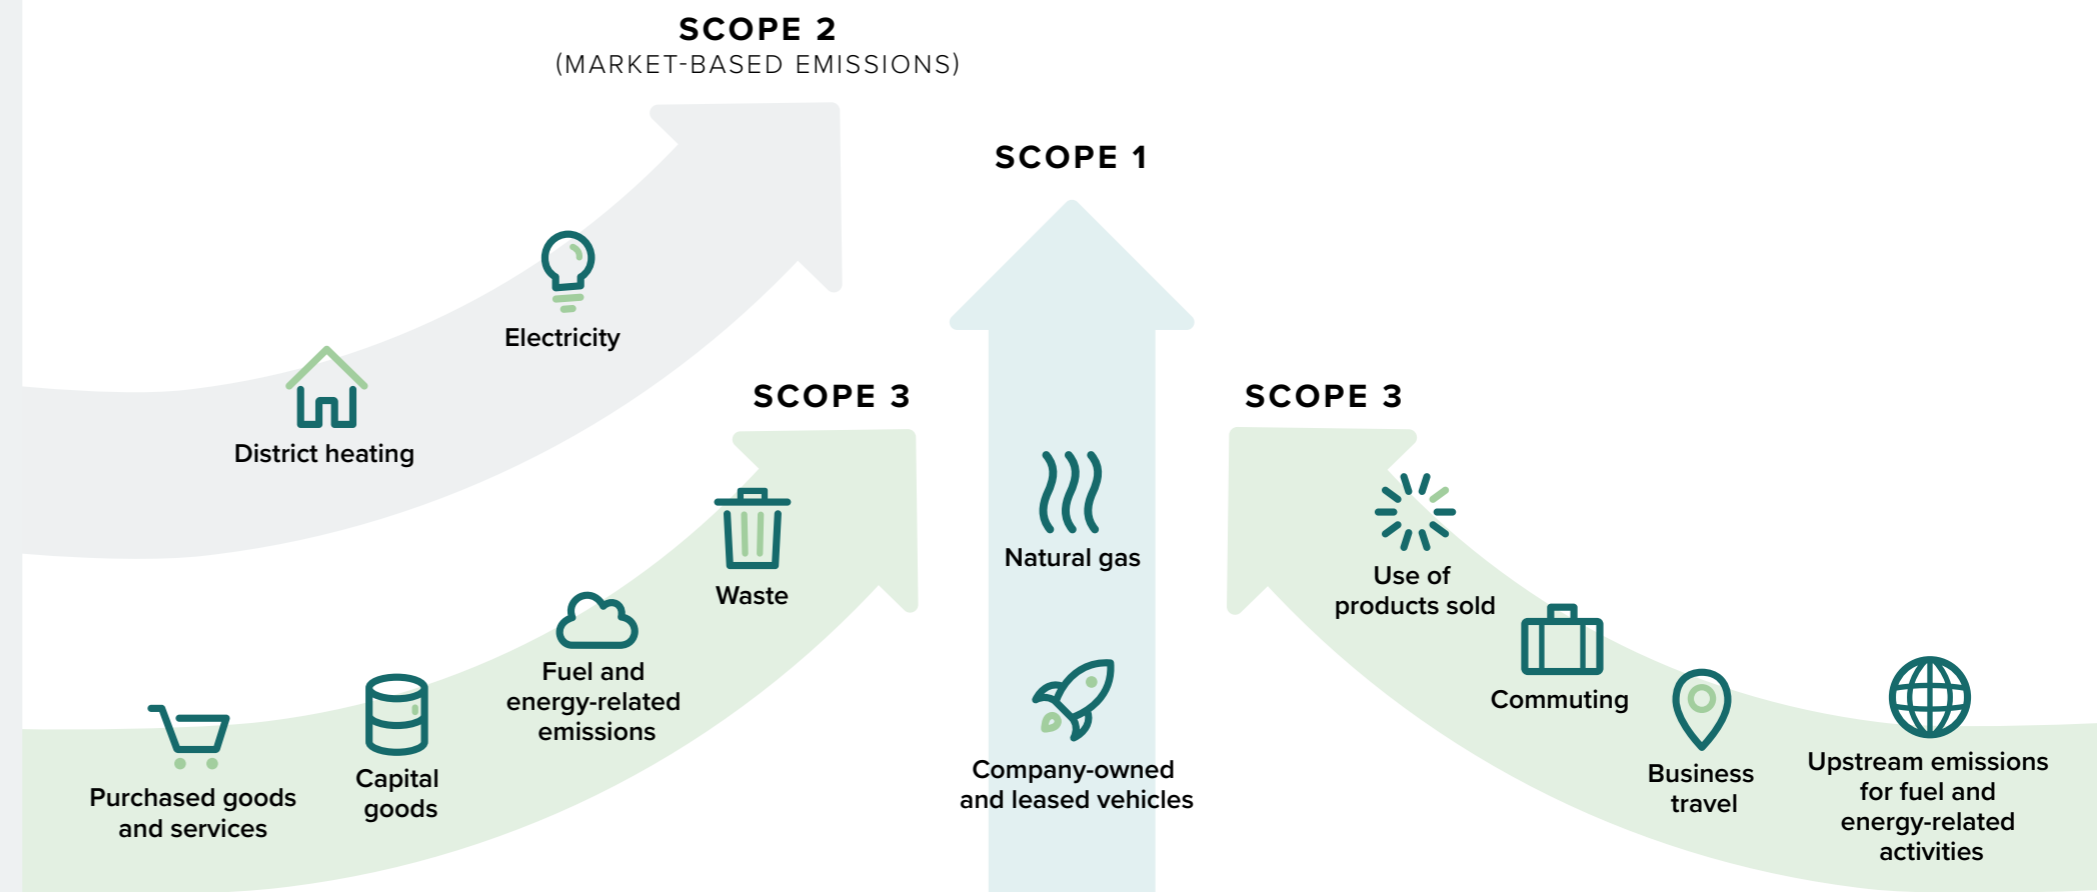 SCOPE 2
(MARKET-BASED EMISSIONS)
SCOPE 1
Electricity
District heating
SCOPE 3
SCOPE 3
Natural gas
Use of
products sold
Waste
Fuel and
energy-related
emissions
Commuting
Company-owned
and leased vehicles
Capital
goods
Purchased goods
and services
Business
travel
Upstream emissions
for fuel and
energy-related
activities